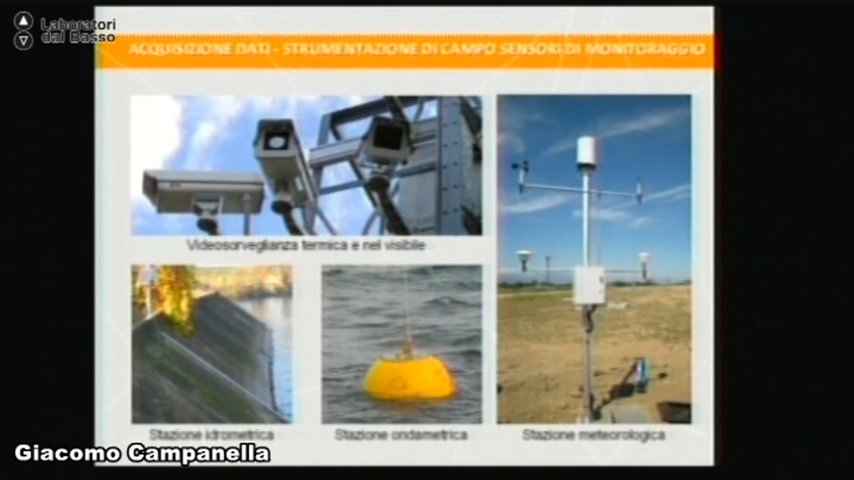 Laboratori
dal Basso
ACQUISIZIONE DATI - STRUMENTAZIONE DI CAMPO SENSORI DI MONITORAGGIO
Videosorveglianza termica e nel visibile
Stazione idrometrica
Stazione ondametrica
Stazione meteorologica
Giacomo Campanella